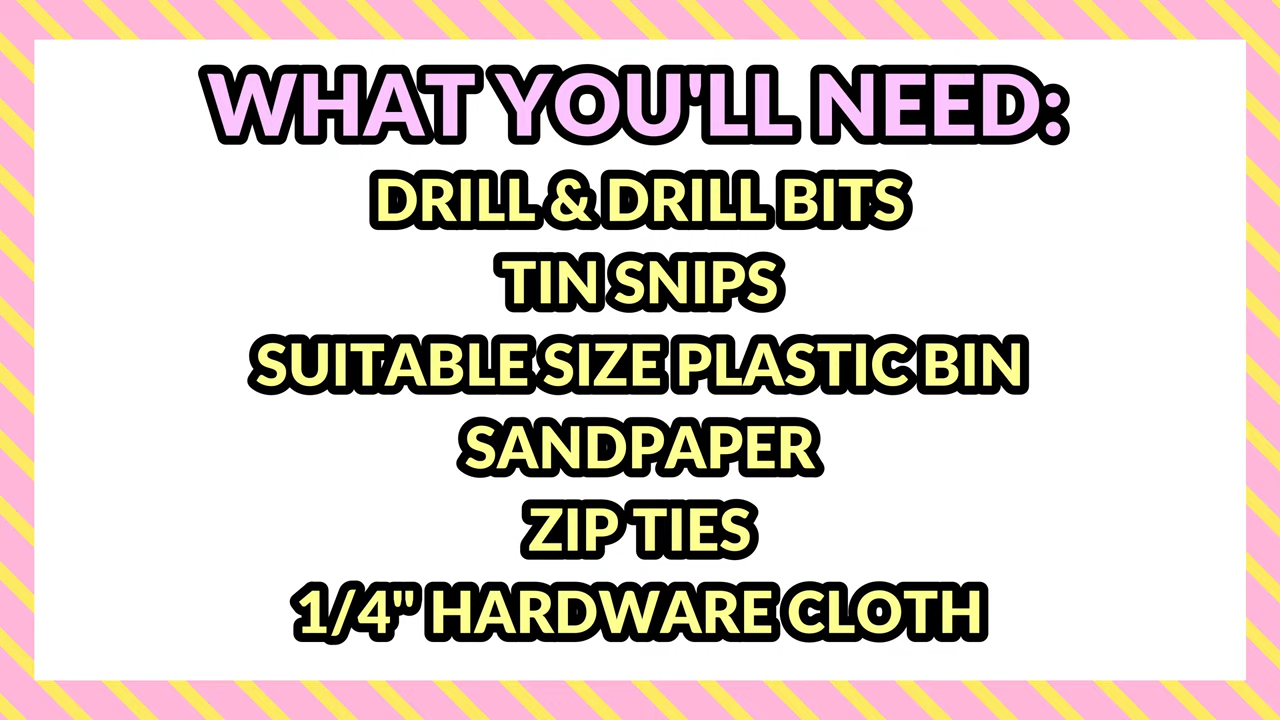 WHAT YOU'LL NEED:
DRILL & DRILL BITS
TIN SNIPS
SUITABLE SIZE PLASTIC BIN
SANDPAPER
ZIP TIES
1/4" HARDWARE CLOTH